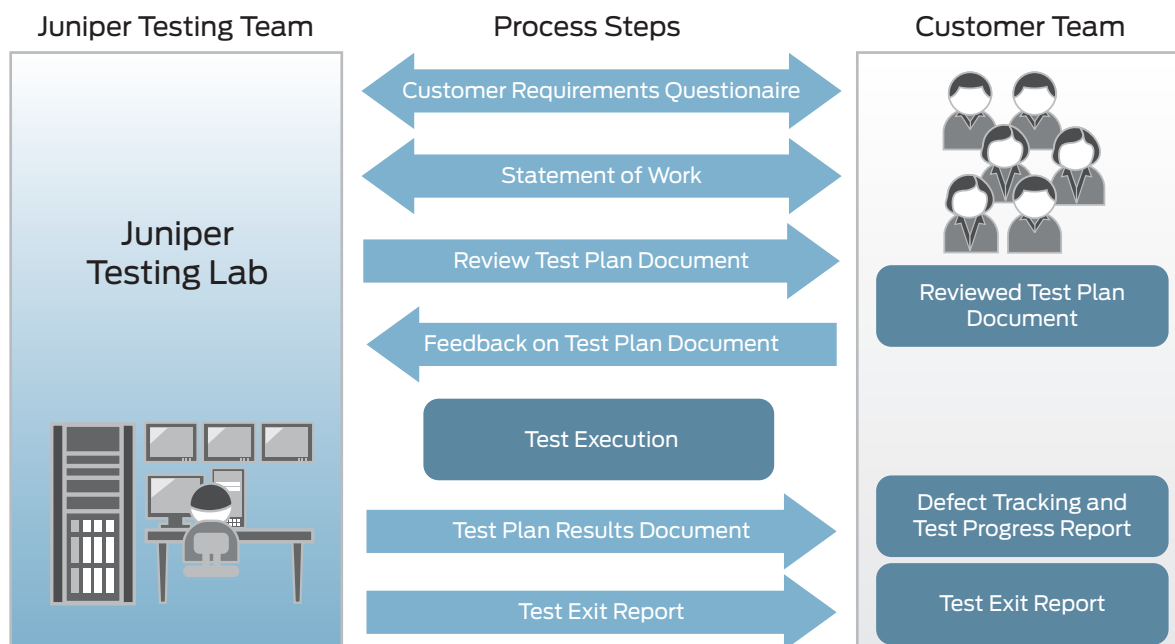 Juniper Testing Team
Process Steps
Customer Team
Customer Requirements Questionaire
Statement of Work
Juniper
Testing Lab
Review Test Plan Document
Reviewed Test Plan
Document
Feedback on Test Plan Document
Test Execution
Defect Tracking and
Test Progress Report
Test Plan Results Document
Test Exit Report
Test Exit Report